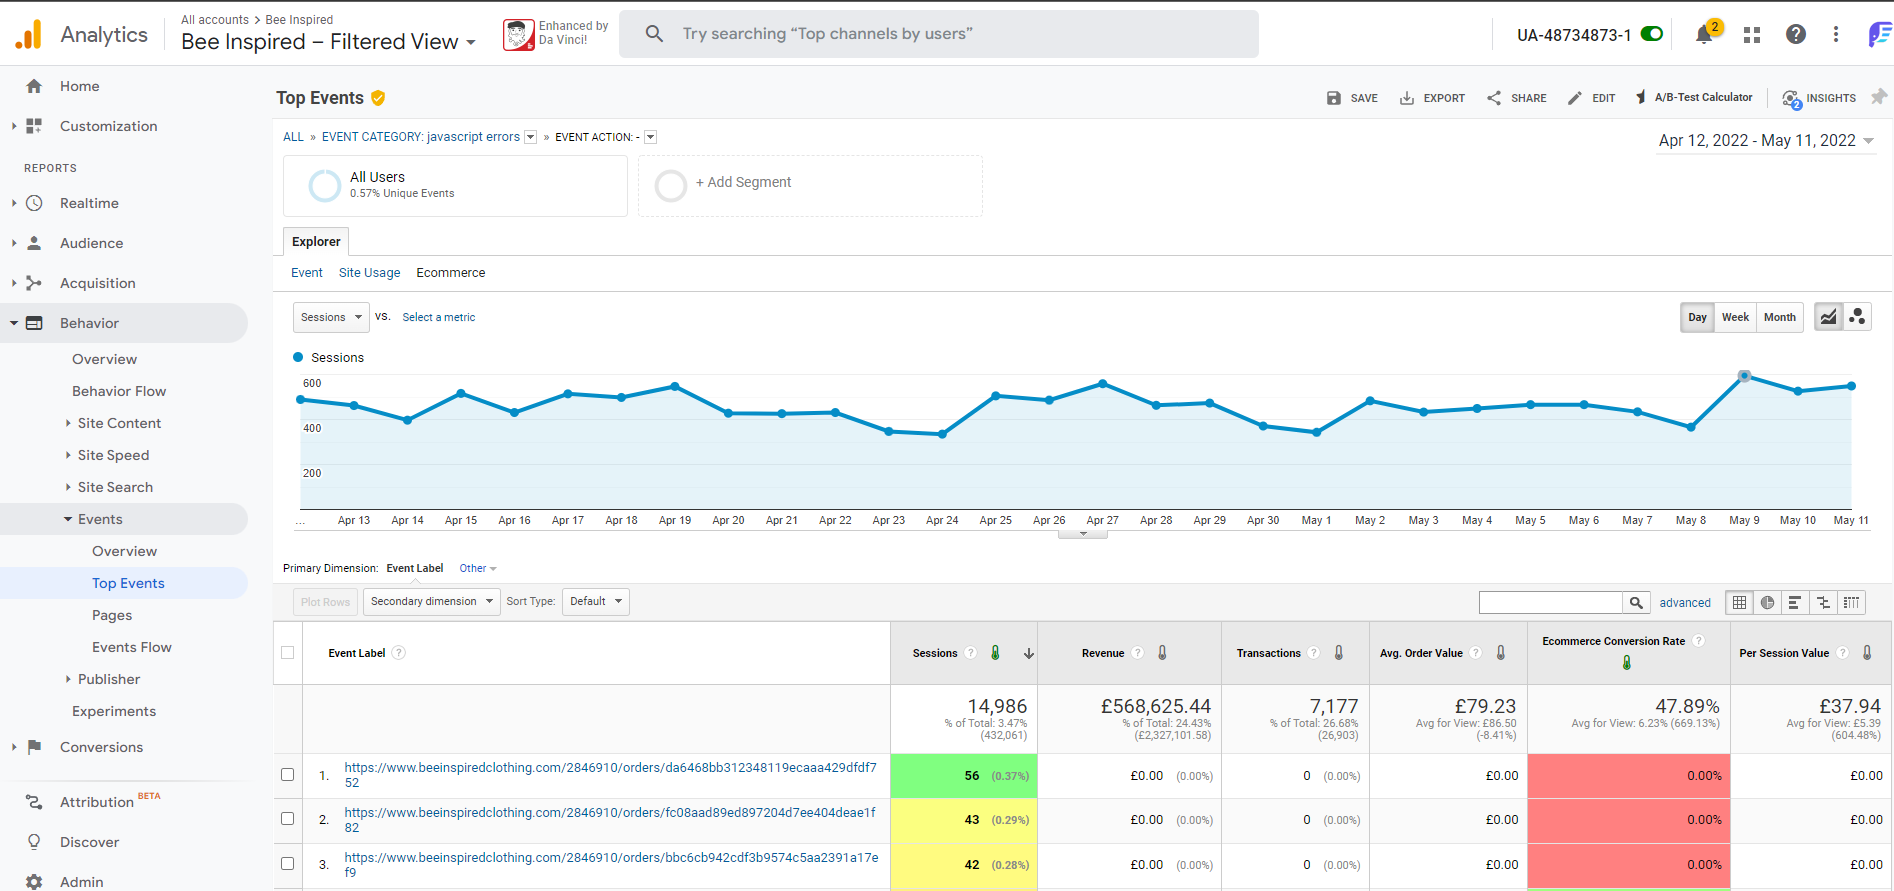 Analytics
All accounts > Bee Inspired
Bee Inspired – Filtered View
Enhanced by
Da Vinci!
Try searching “Top channels by users”
UA-48734873-1
2
Home
Customization
REPORTS
Realtime
Audience
Acquisition
Behavior
Overview
Behavior Flow
Site Content
Site Speed
Site Search
Events
Overview
Top Events
Pages
Events Flow
Publisher
Experiments
Conversions
Attribution BETA
Discover
Admin
Top Events
SAVE
EXPORT
SHARE
EDIT
A/B-Test Calculator
2
INSIGHTS
ALL » EVENT CATEGORY: javascript errors » EVENT ACTION: -
Apr 12, 2022 - May 11, 2022
All Users
0.57% Unique Events
+ Add Segment
Explorer
Event Site Usage Ecommerce
Sessions vs. Select a metric
Day Week Month
Sessions
600
400
200
... Apr 13 Apr 14 Apr 15 Apr 16 Apr 17 Apr 18 Apr 19 Apr 20 Apr 21 Apr 22 Apr 23 Apr 24 Apr 25 Apr 26 Apr 27 Apr 28 Apr 29 Apr 30 May 1 May 2 May 3 May 4 May 5 May 6 May 7 May 8 May 9 May 10 May 11
Primary Dimension: Event Label Other
Plot Rows Secondary dimension Sort Type: Default
advanced
Event Label ? Sessions ? Revenue ? Transactions ? Avg. Order Value ? Ecommerce Conversion Rate ? Per Session Value ?
14,986 £568,625.44 7,177 £79.23 47.89% £37.94
% of Total: 3.47% % of Total: 24.43% % of Total: 26.68% Avg for View: £86.50 Avg for View: 6.23% (669.13%) Avg for View: £5.39
(432,061) (£2,327,101.58) (26,903) (-8.41%) (604.48%)
1. https://www.beeinspiredclothing.com/2846910/orders/da6468bb312348119ecaaa429dfdf7
52
56 (0.37%) £0.00 (0.00%) 0 (0.00%) £0.00 0.00% £0.00
2. https://www.beeinspiredclothing.com/2846910/orders/fc08aad89ed897204d7ee404deae1f
82
43 (0.29%) £0.00 (0.00%) 0 (0.00%) £0.00 0.00% £0.00
3. https://www.beeinspiredclothing.com/2846910/orders/bbc6cb942cdf3b9574c5aa2391a17e
f9
42 (0.28%) £0.00 (0.00%) 0 (0.00%) £0.00 0.00% £0.00